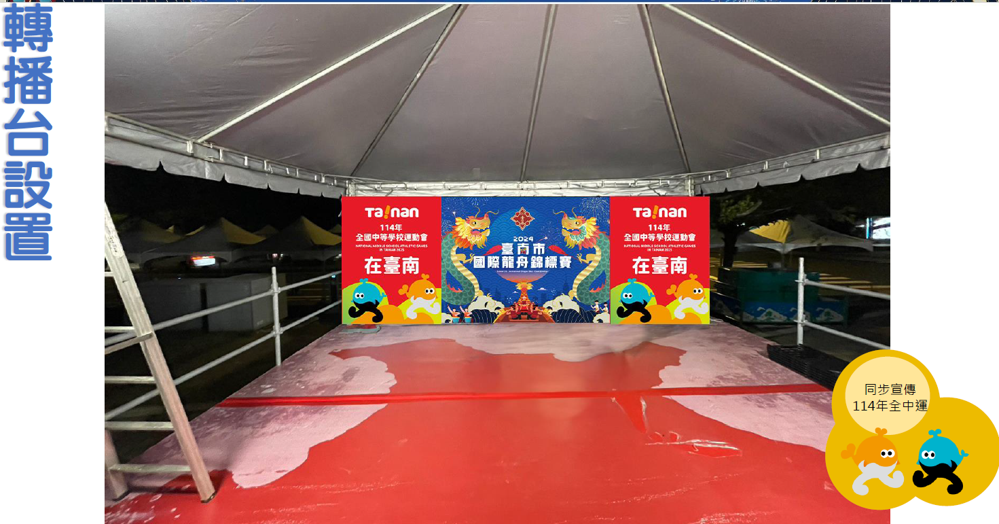 轉播台設置
Ta!nan
114年
全國中等學校運動會
NATIONAL MIDDLE SCHOOL ATHLETIC GAMES
IN TAINAN 2025
在臺南
2024
臺南市
國際龍舟錦標賽
Ta!nan
114年
全國中等學校運動會
NATIONAL MIDDLE SCHOOL ATHLETIC GAMES
IN TAINAN 2025
在臺南
同步宣傳
114年全中運